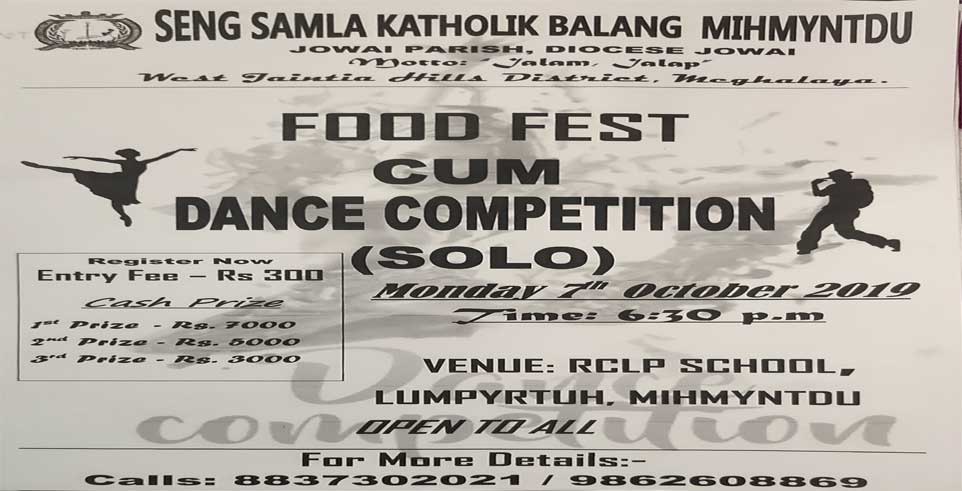 SENG SAMLA KATHOLIK BALANG MIHMYNTDU
JOWAI PARISH, DIOCESE JOWAI
Motto: "Jalam, Jalap"
West Jaintia Hills District, Meghalaya.
FOOD FEST
CUM
DANCE COMPETITION
(SOLO)
Register Now
Entry Fee – Rs 300
Cash Prize
1st Prize - Rs. 7000
2nd Prize - Rs. 5000
3rd Prize - Rs. 3000
Monday 7th October 2019
Time: 6:30 p.m
VENUE: RCLP SCHOOL,
LUMPYRTUH, MIHMYNTDU
OPEN TO ALL
Dance
competition
For More Details:-
Calls: 8837302021 / 9862608869